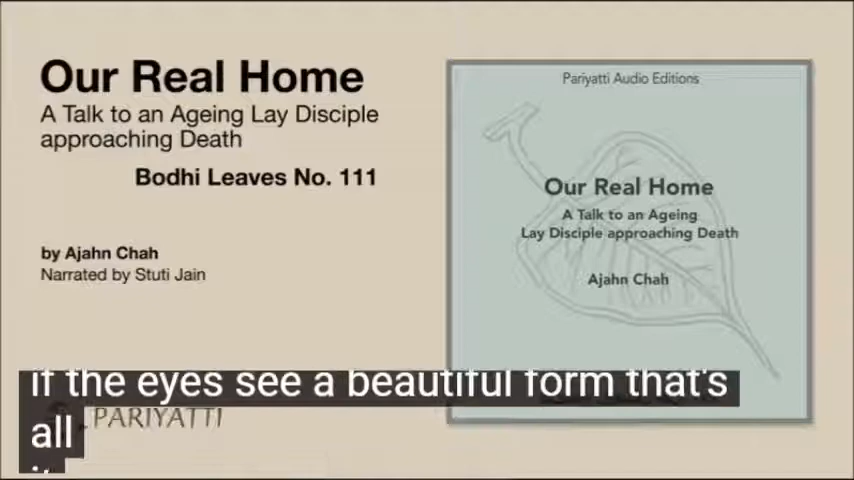 Our Real Home
A Talk to an Ageing Lay Disciple
approaching Death
Bodhi Leaves No. 111
by Ajahn Chah
Narrated by Stuti Jain
Pariyatti Audio Editions
Our Real Home
A Talk to an Ageing
Lay Disciple approaching Death
Ajahn Chah
if the eyes see a beautiful form that's
all
PARIYATTI